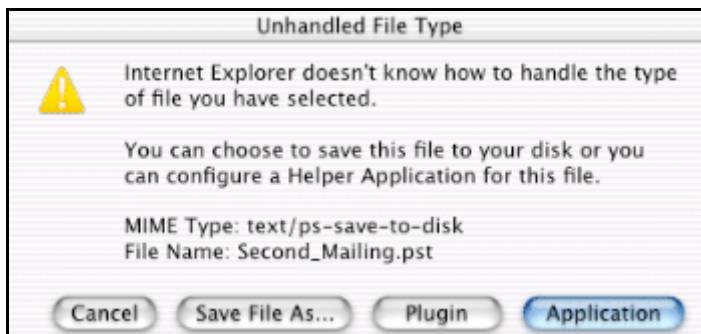 Unhandled File Type
Internet Explorer doesn't know how to handle the type
of file you have selected.
You can choose to save this file to your disk or you
can configure a Helper Application for this file.
MIME Type: text/ps-save-to-disk
File Name: Second_Mailing.pst
Cancel Save File As... Plugin Application